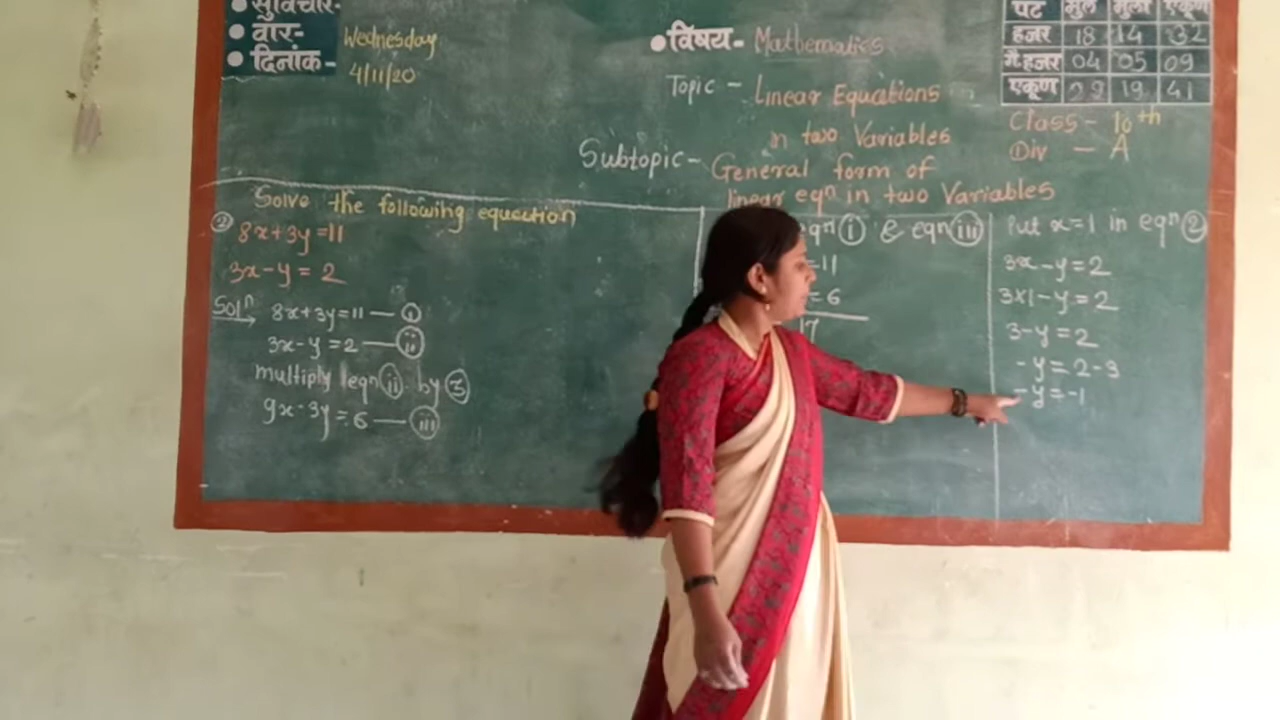 • सुविचार-
• वार- Wednesday
• दिनांक- 4/11/20
• विषय- Mathematics
Topic - Linear Equations
in two Variables
Subtopic- General form of
linear eqⁿ in two Variables
पट मुले मुली एकूण
हजर 18 14 32
गै.हजर 04 05 09
एकूण 22 19 41
Class - 10th
Div - A
Solve the following equation
② 8x+3y=11
3x-y=2
Solⁿ 8x+3y=11 — ⓘ
3x-y=2 — ⓘⓘ
multiply eqⁿ (ii) by ③
9x-3y=6 — (iii)
eqⁿ (i) & eqⁿ (iii)
=11
=6
17
Put x=1 in eqⁿ ②
3x-y=2
3×1-y=2
3-y=2
-y=2-3
-y=-1